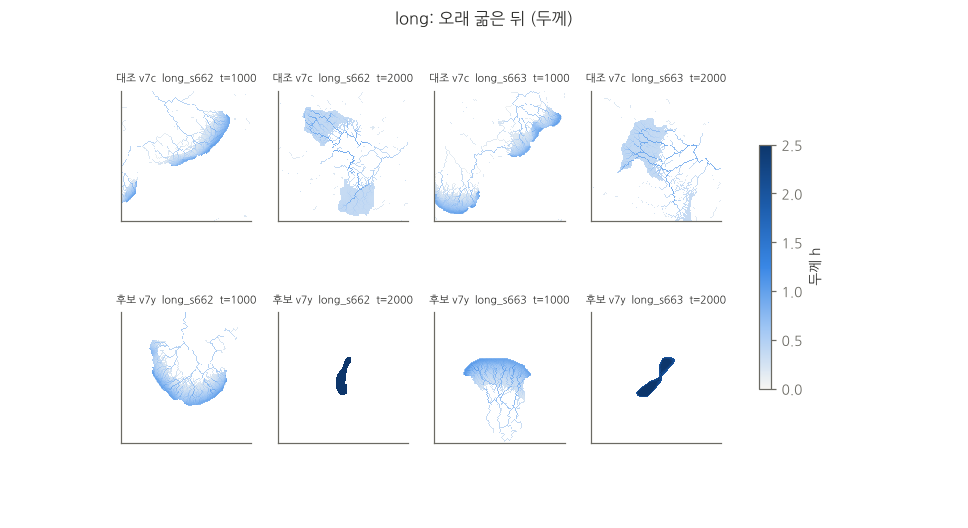 long: 오래 굶은 뒤 (두께)
대조 v7c  long_s662  t=1000
대조 v7c  long_s662  t=2000
대조 v7c  long_s663  t=1000
대조 v7c  long_s663  t=2000
2.5
2.0
1.5
1.0
0.5
0.0
두께 h
후보 v7y  long_s662  t=1000
후보 v7y  long_s662  t=2000
후보 v7y  long_s663  t=1000
후보 v7y  long_s663  t=2000